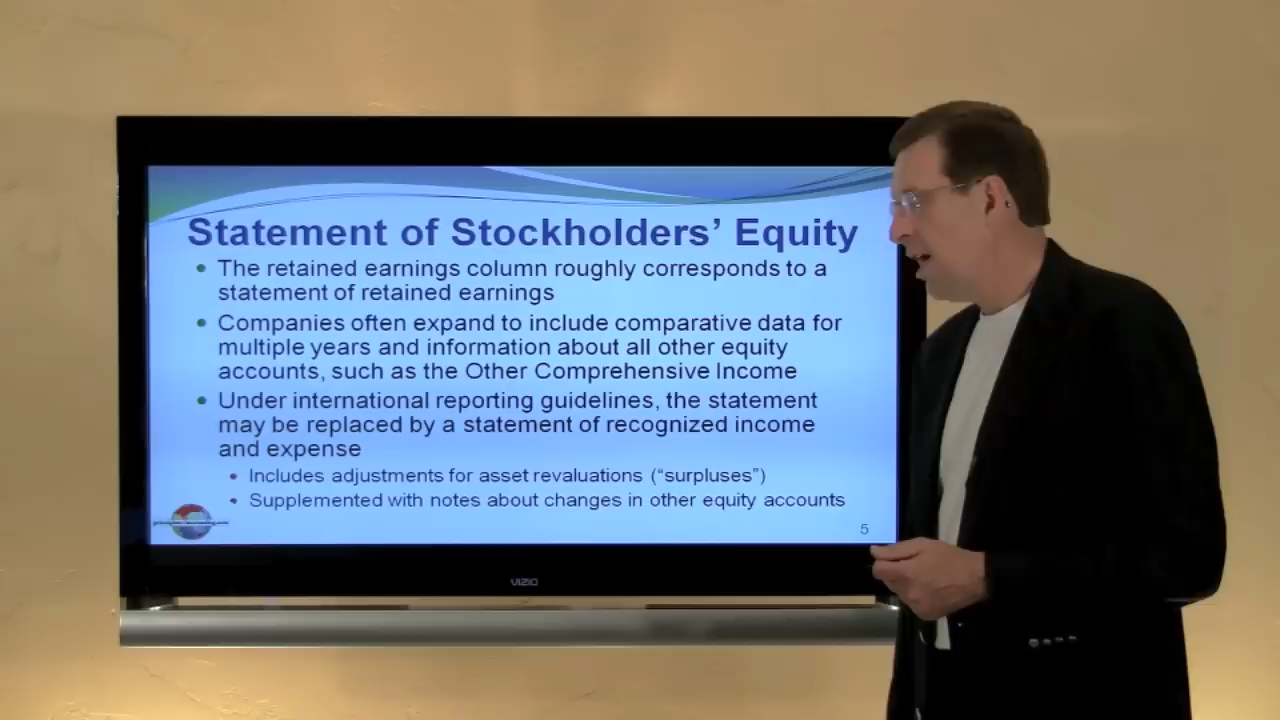 Statement of Stockholders’ Equity
• The retained earnings column roughly corresponds to a
statement of retained earnings
• Companies often expand to include comparative data for
multiple years and information about all other equity
accounts, such as the Other Comprehensive Income
• Under international reporting guidelines, the statement
may be replaced by a statement of recognized income
and expense
• Includes adjustments for asset revaluations (“surpluses”)
• Supplemented with notes about changes in other equity accounts
5
VIZIO